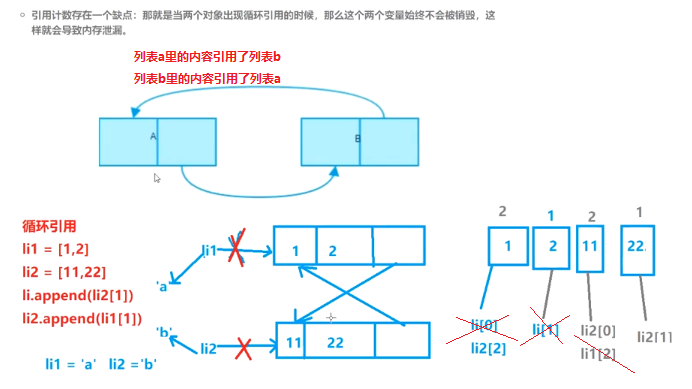 引用计数存在一个缺点：那就是当两个对象出现循环引用的时候，那么这个两个变量始终不会被销毁，这
样就会导致内存泄漏。
列表a里的内容引用了列表b
列表b里的内容引用了列表a
A
B
循环引用
li1 = [1,2]
li2 = [11,22]
li.append(li2[1])
li2.append(li1[1])
li1 = 'a' li2 ='b'
li1
1 2
'a
'b'
li2
11 22
2 1 2 1
1 2 11 22.
li[0]
li2[2]
li[1]
li2[0]
li1[2]
li2[1]